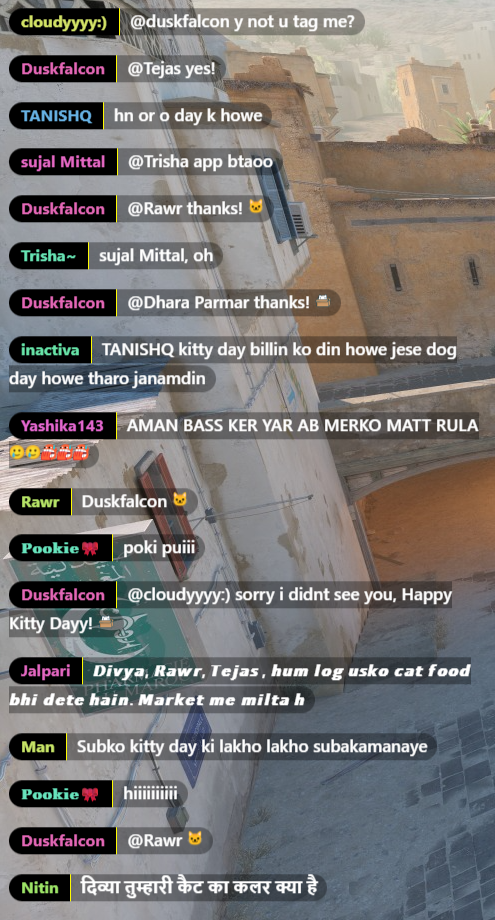 cloudyyyy:) @duskfalcon y not u tag me?
Duskfalcon @Tejas yes!
TANISHQ hn or o day k howe
sujal Mittal @Trisha app btaoo
Duskfalcon @Rawr thanks! 🐱
Trisha~ sujal Mittal, oh
Duskfalcon @Dhara Parmar thanks!
inactiva TANISHQ kitty day billin ko din howe jese dog
day howe tharo janamdin
Yashika143 AMAN BASS KER YAR AB MERKO MATT RULA
🥲🥲
Rawr Duskfalcon 🐱
Pookie🎀 poki puiii
Duskfalcon @cloudyyyy:) sorry i didnt see you, Happy
Kitty Dayy!
Jalpari Divya, Rawr, Tejas , hum log usko cat food
bhi dete hain. Market me milta h
Man Subko kitty day ki lakho lakho subakamanaye
Pookie🎀 hiiiiiiiiii
Duskfalcon @Rawr 🐱
Nitin दिव्या तुम्हारी कैट का कलर क्या है